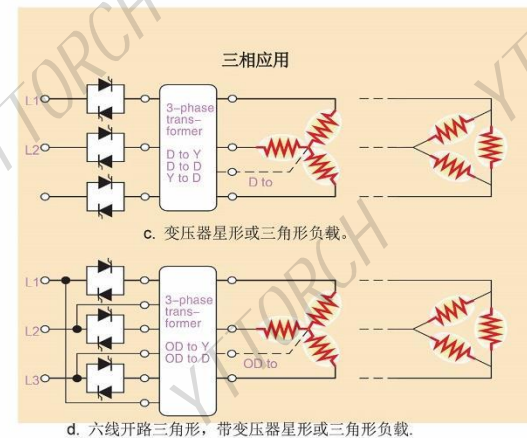 YTTORCH
YTTORCH
三相应用
L1
L2
3-phase
trans-
former
D to Y
D to D
Y to D
D to
c. 变压器星形或三角形负载。
YTTORCH
L1
L2
L3
3-phase
trans-
former
OD to Y
OD to D
OD to
d. 六线开路三角形，带变压器星形或三角形负载.